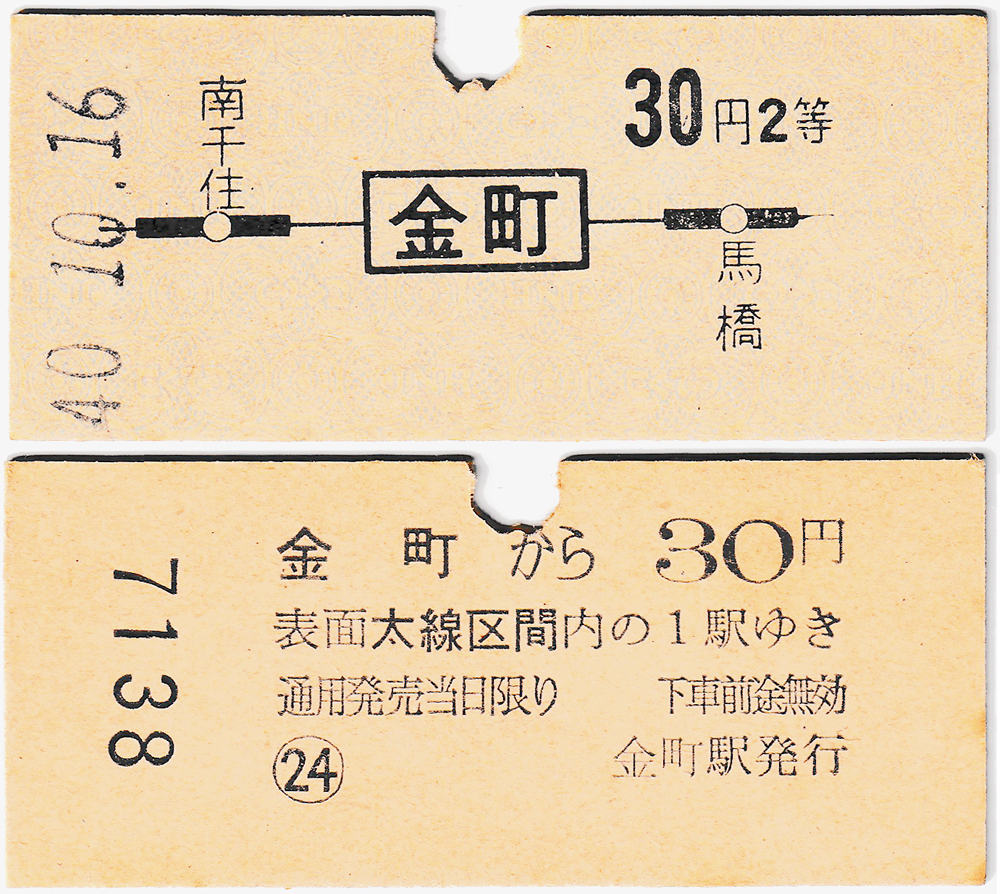 40.10.16
南千住
30円2等
金町
馬橋
7138
金町から30円
表面太線区間内の1駅ゆき
通用発売当日限り 下車前途無効
㉔ 金町駅発行